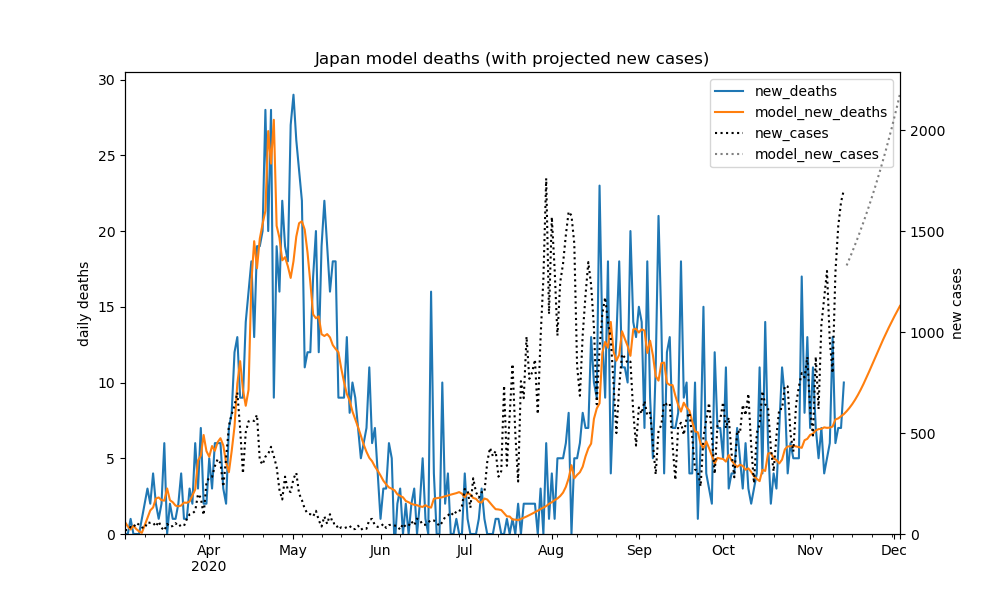 Japan model deaths (with projected new cases)
30
25
20
15
10
5
0
daily deaths
new_deaths
model_new_deaths
new_cases
model_new_cases
2000
1500
1000
500
0
new cases
Apr
2020
May
Jun
Jul
Aug
Sep
Oct
Nov
Dec